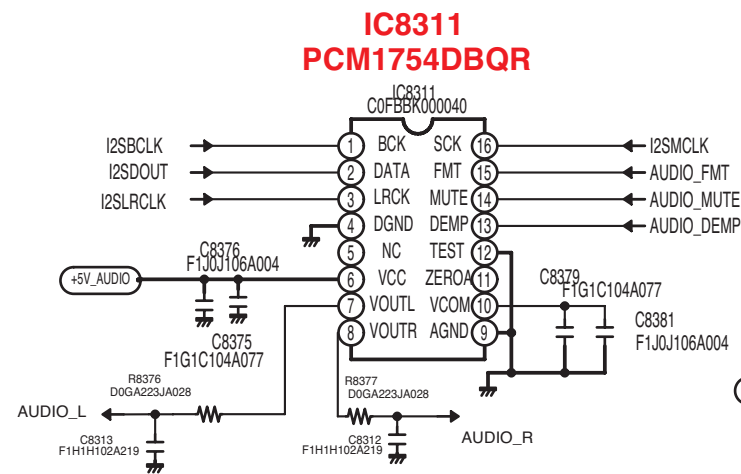 IC8311
PCM1754DBQR
IC8311
C0FBBK000040
I2SBCLK
1
BCK
SCK
16
I2SMCLK
I2SDOUT
2
DATA
FMT
15
AUDIO_FMT
I2SLRCLK
3
LRCK
MUTE
14
AUDIO_MUTE
4
DGND
DEMP
13
AUDIO_DEMP
C8376
F1J0J106A004
5
NC
TEST
12
+5V_AUDIO
6
VCC
ZEROA
11
C8379
F1G1C104A077
7
VOUTL
VCOM
10
8
VOUTR
AGND
9
C8381
F1J0J106A004
C8375
F1G1C104A077
R8376
D0GA223JA028
R8377
D0GA223JA028
AUDIO_L
C8313
F1H1H102A219
C8312
F1H1H102A219
AUDIO_R